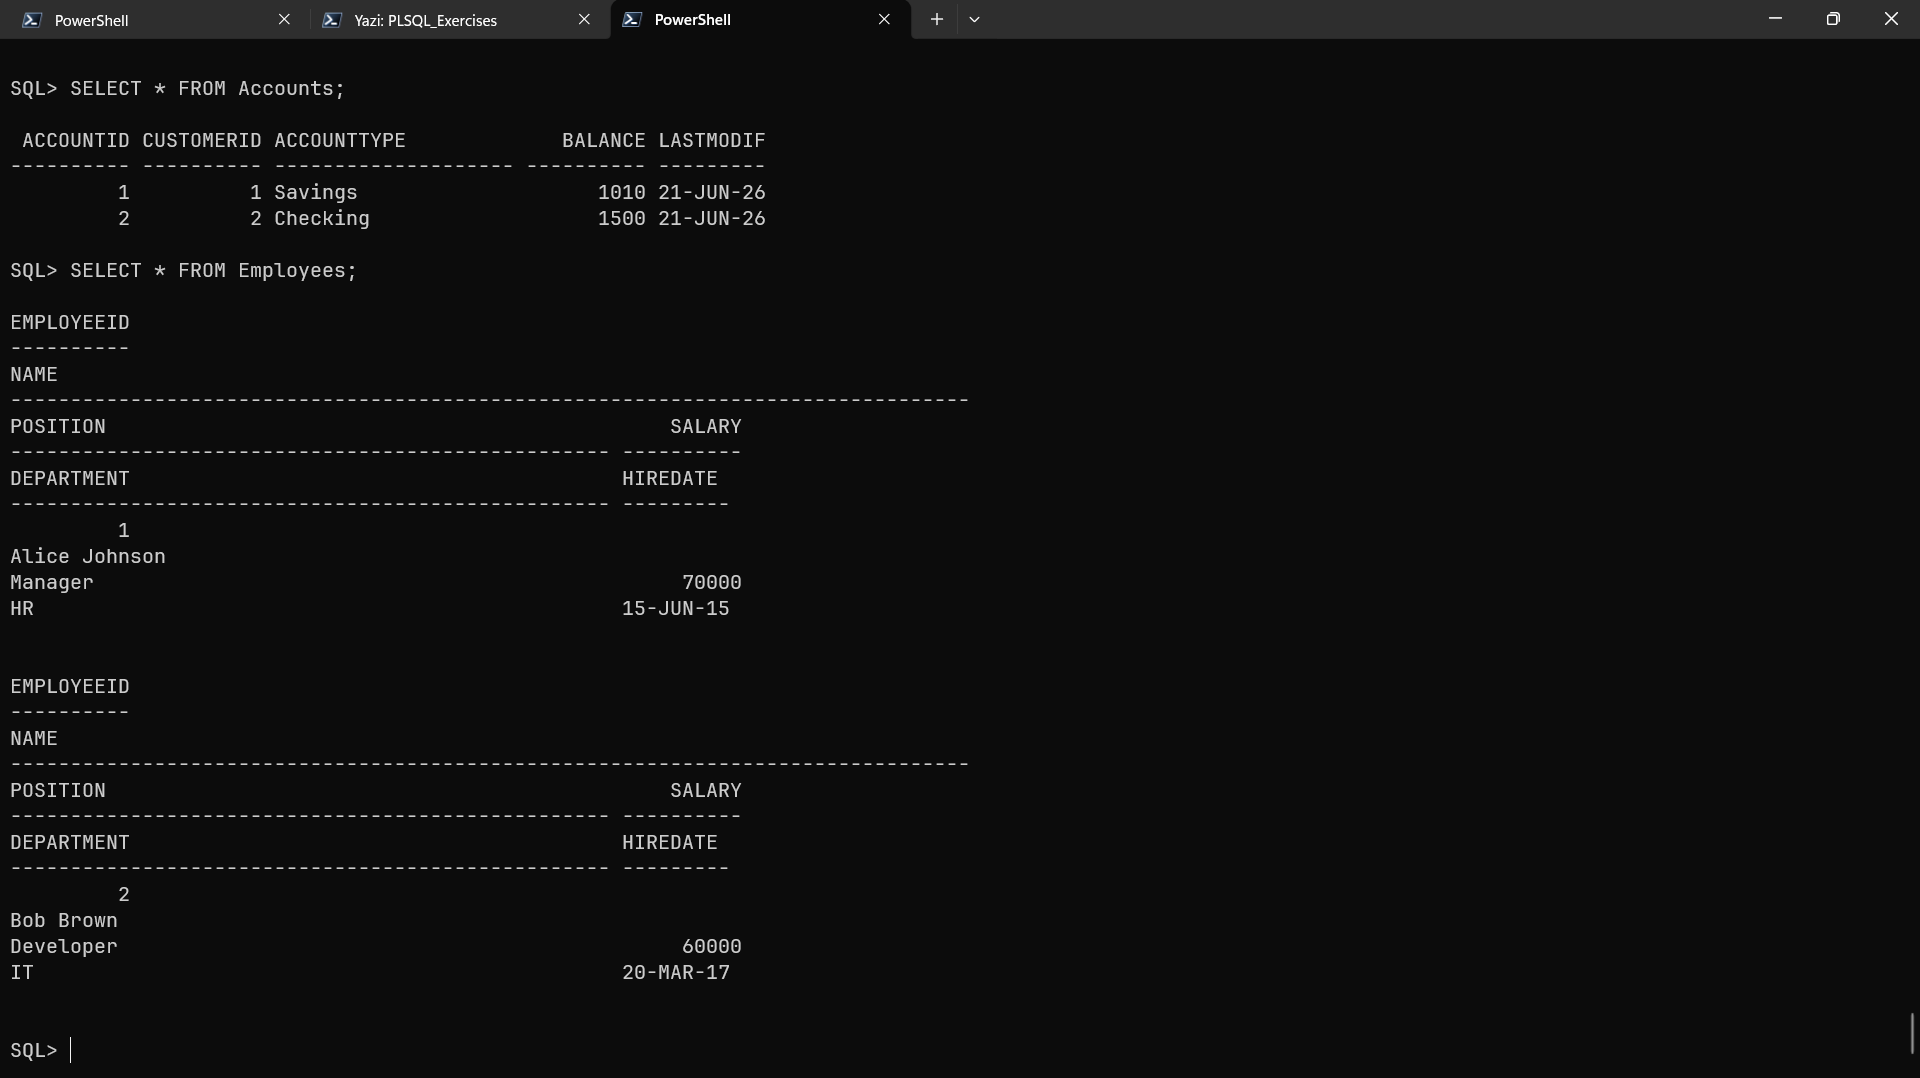 PowerShell
Yazi: PLSQL_Exercises
PowerShell
SQL> SELECT * FROM Accounts;
 ACCOUNTID CUSTOMERID ACCOUNTTYPE             BALANCE LASTMODIF
---------- ---------- -------------------- ---------- ---------
         1          1 Savings                    1010 21-JUN-26
         2          2 Checking                   1500 21-JUN-26
SQL> SELECT * FROM Employees;
EMPLOYEEID
----------
NAME
--------------------------------------------------------------------------------
POSITION                                               SALARY
-------------------------------------------------- ----------
DEPARTMENT                                         HIREDATE
-------------------------------------------------- ---------
         1
Alice Johnson
Manager                                                 70000
HR                                                 15-JUN-15
EMPLOYEEID
----------
NAME
--------------------------------------------------------------------------------
POSITION                                               SALARY
-------------------------------------------------- ----------
DEPARTMENT                                         HIREDATE
-------------------------------------------------- ---------
         2
Bob Brown
Developer                                               60000
IT                                                 20-MAR-17
SQL>